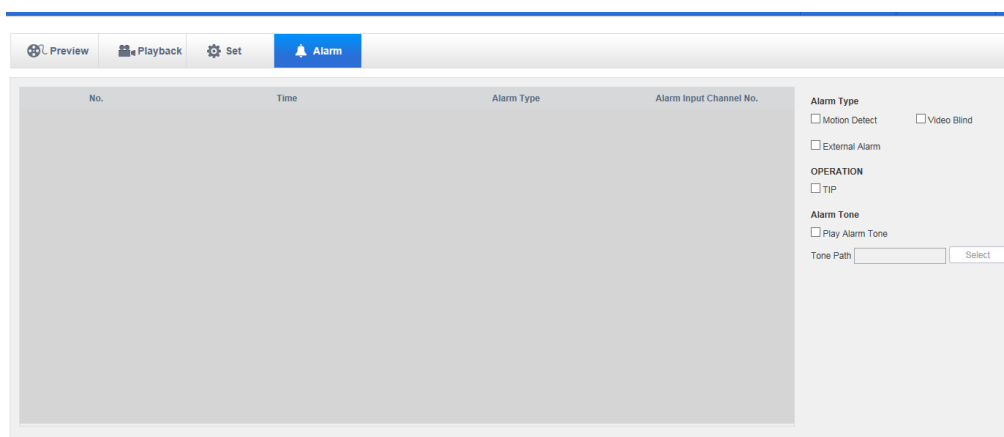 Preview Playback Set Alarm
No. Time Alarm Type Alarm Input Channel No.
Alarm Type
Motion Detect Video Blind
External Alarm
OPERATION
TIP
Alarm Tone
Play Alarm Tone
Tone Path Select